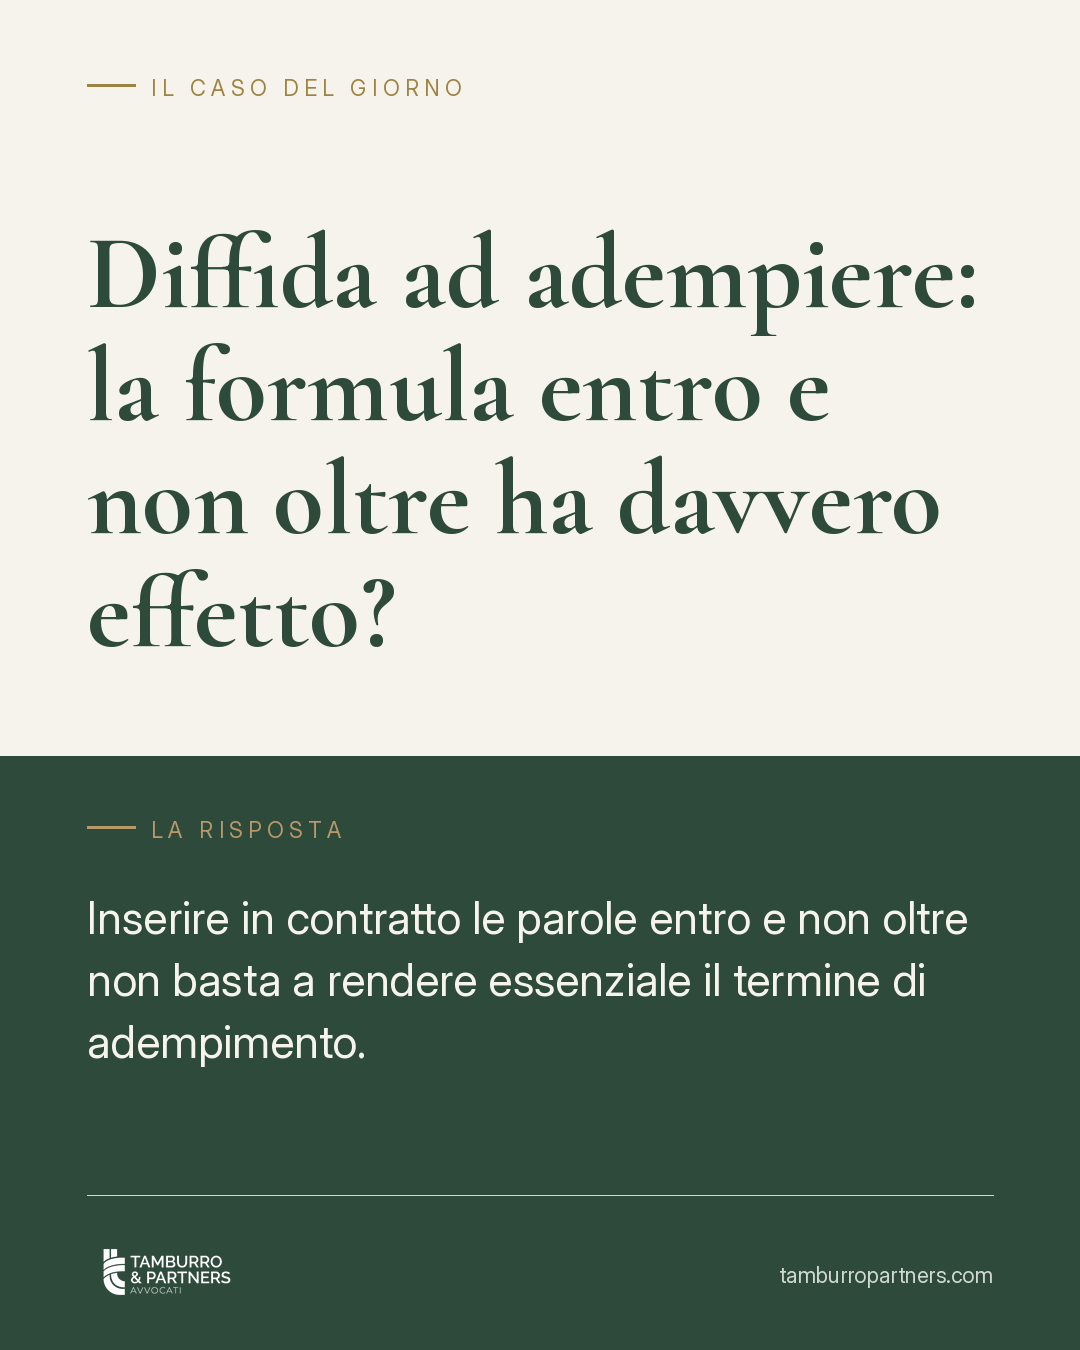 IL CASO DEL GIORNO
Diffida ad adempiere:
la formula entro e
non oltre ha davvero
effetto?
LA RISPOSTA
Inserire in contratto le parole entro e non oltre
non basta a rendere essenziale il termine di
adempimento.
TAMBURRO
& PARTNERS
AVVOCATI
tamburropartners.com